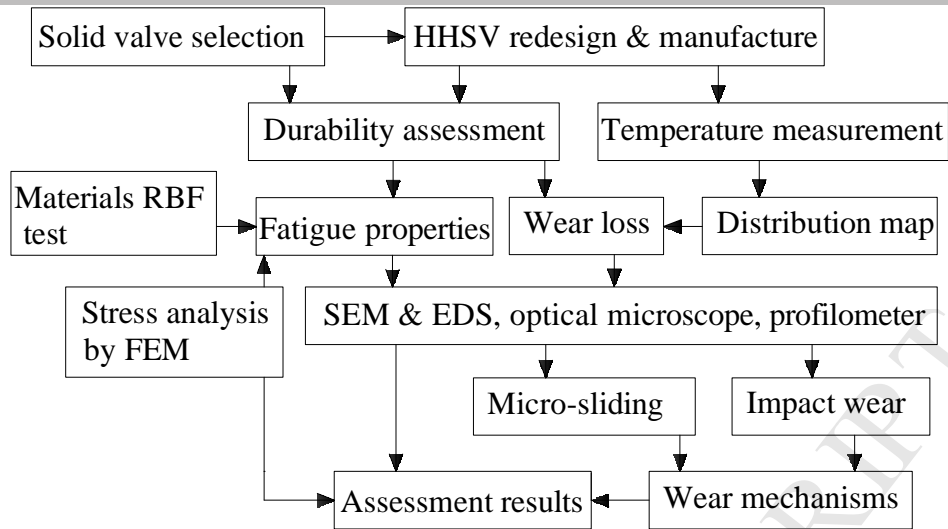 Solid valve selection
HHSV redesign & manufacture
Durability assessment
Temperature measurement
Materials RBF
test
Fatigue properties
Wear loss
Distribution map
Stress analysis
by FEM
SEM & EDS, optical microscope, profilometer
Micro-sliding
Impact wear
Assessment results
Wear mechanisms
RIPT